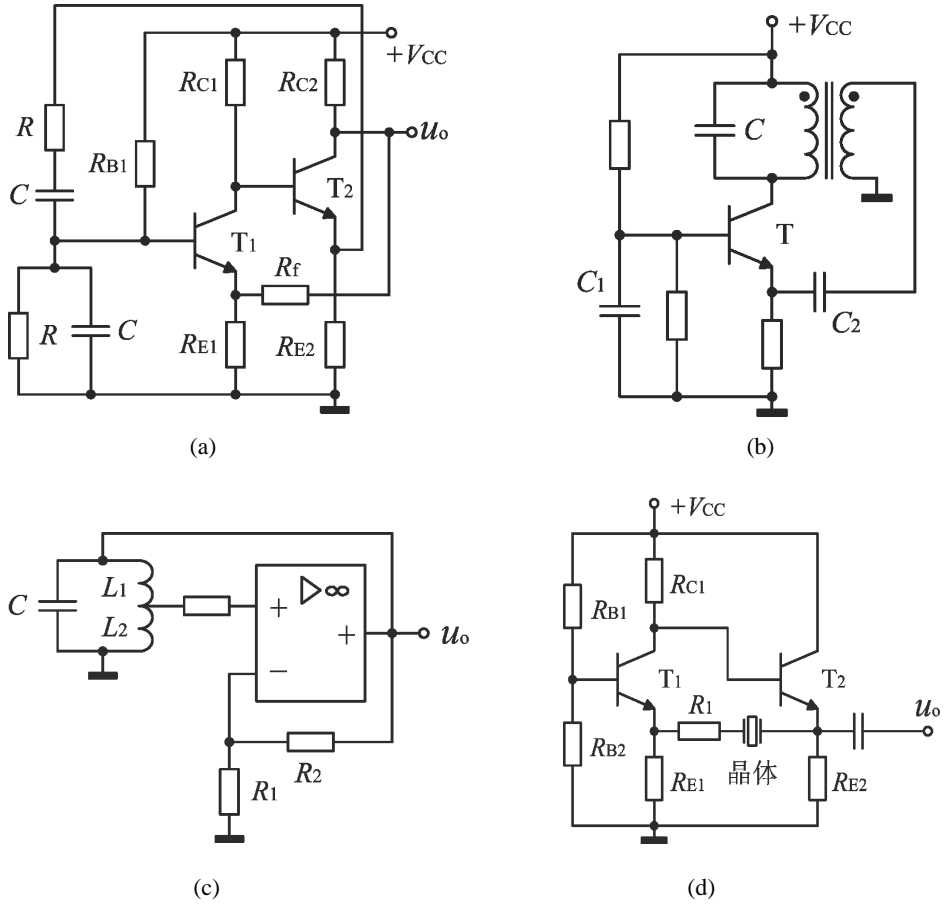 +VCC
R
RB1
RC1
RC2
uo
C
T1
T2
Rf
R
C
RE1
RE2
(a)
+VCC
C
T
C1
C2
(b)
C
L1
L2
▷ ∞
+
+
−
uo
R2
R1
(c)
+VCC
RB1
RC1
T1
T2
R1
uo
RB2
晶体
RE1
RE2
(d)